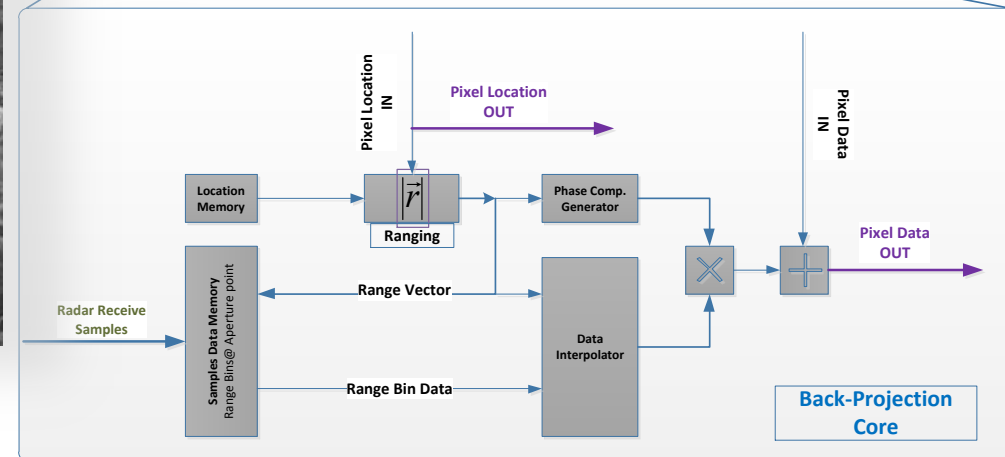 Pixel Location
IN
Pixel Location
OUT
Pixel Data
IN
Location
Memory
|r⃗|
Ranging
Phase Comp.
Generator
×
+
Pixel Data
OUT
Radar Receive
Samples
Samples Data Memory
Range Bins@ Aperture point
Range Vector
Range Bin Data
Data
Interpolator
Back-Projection
Core